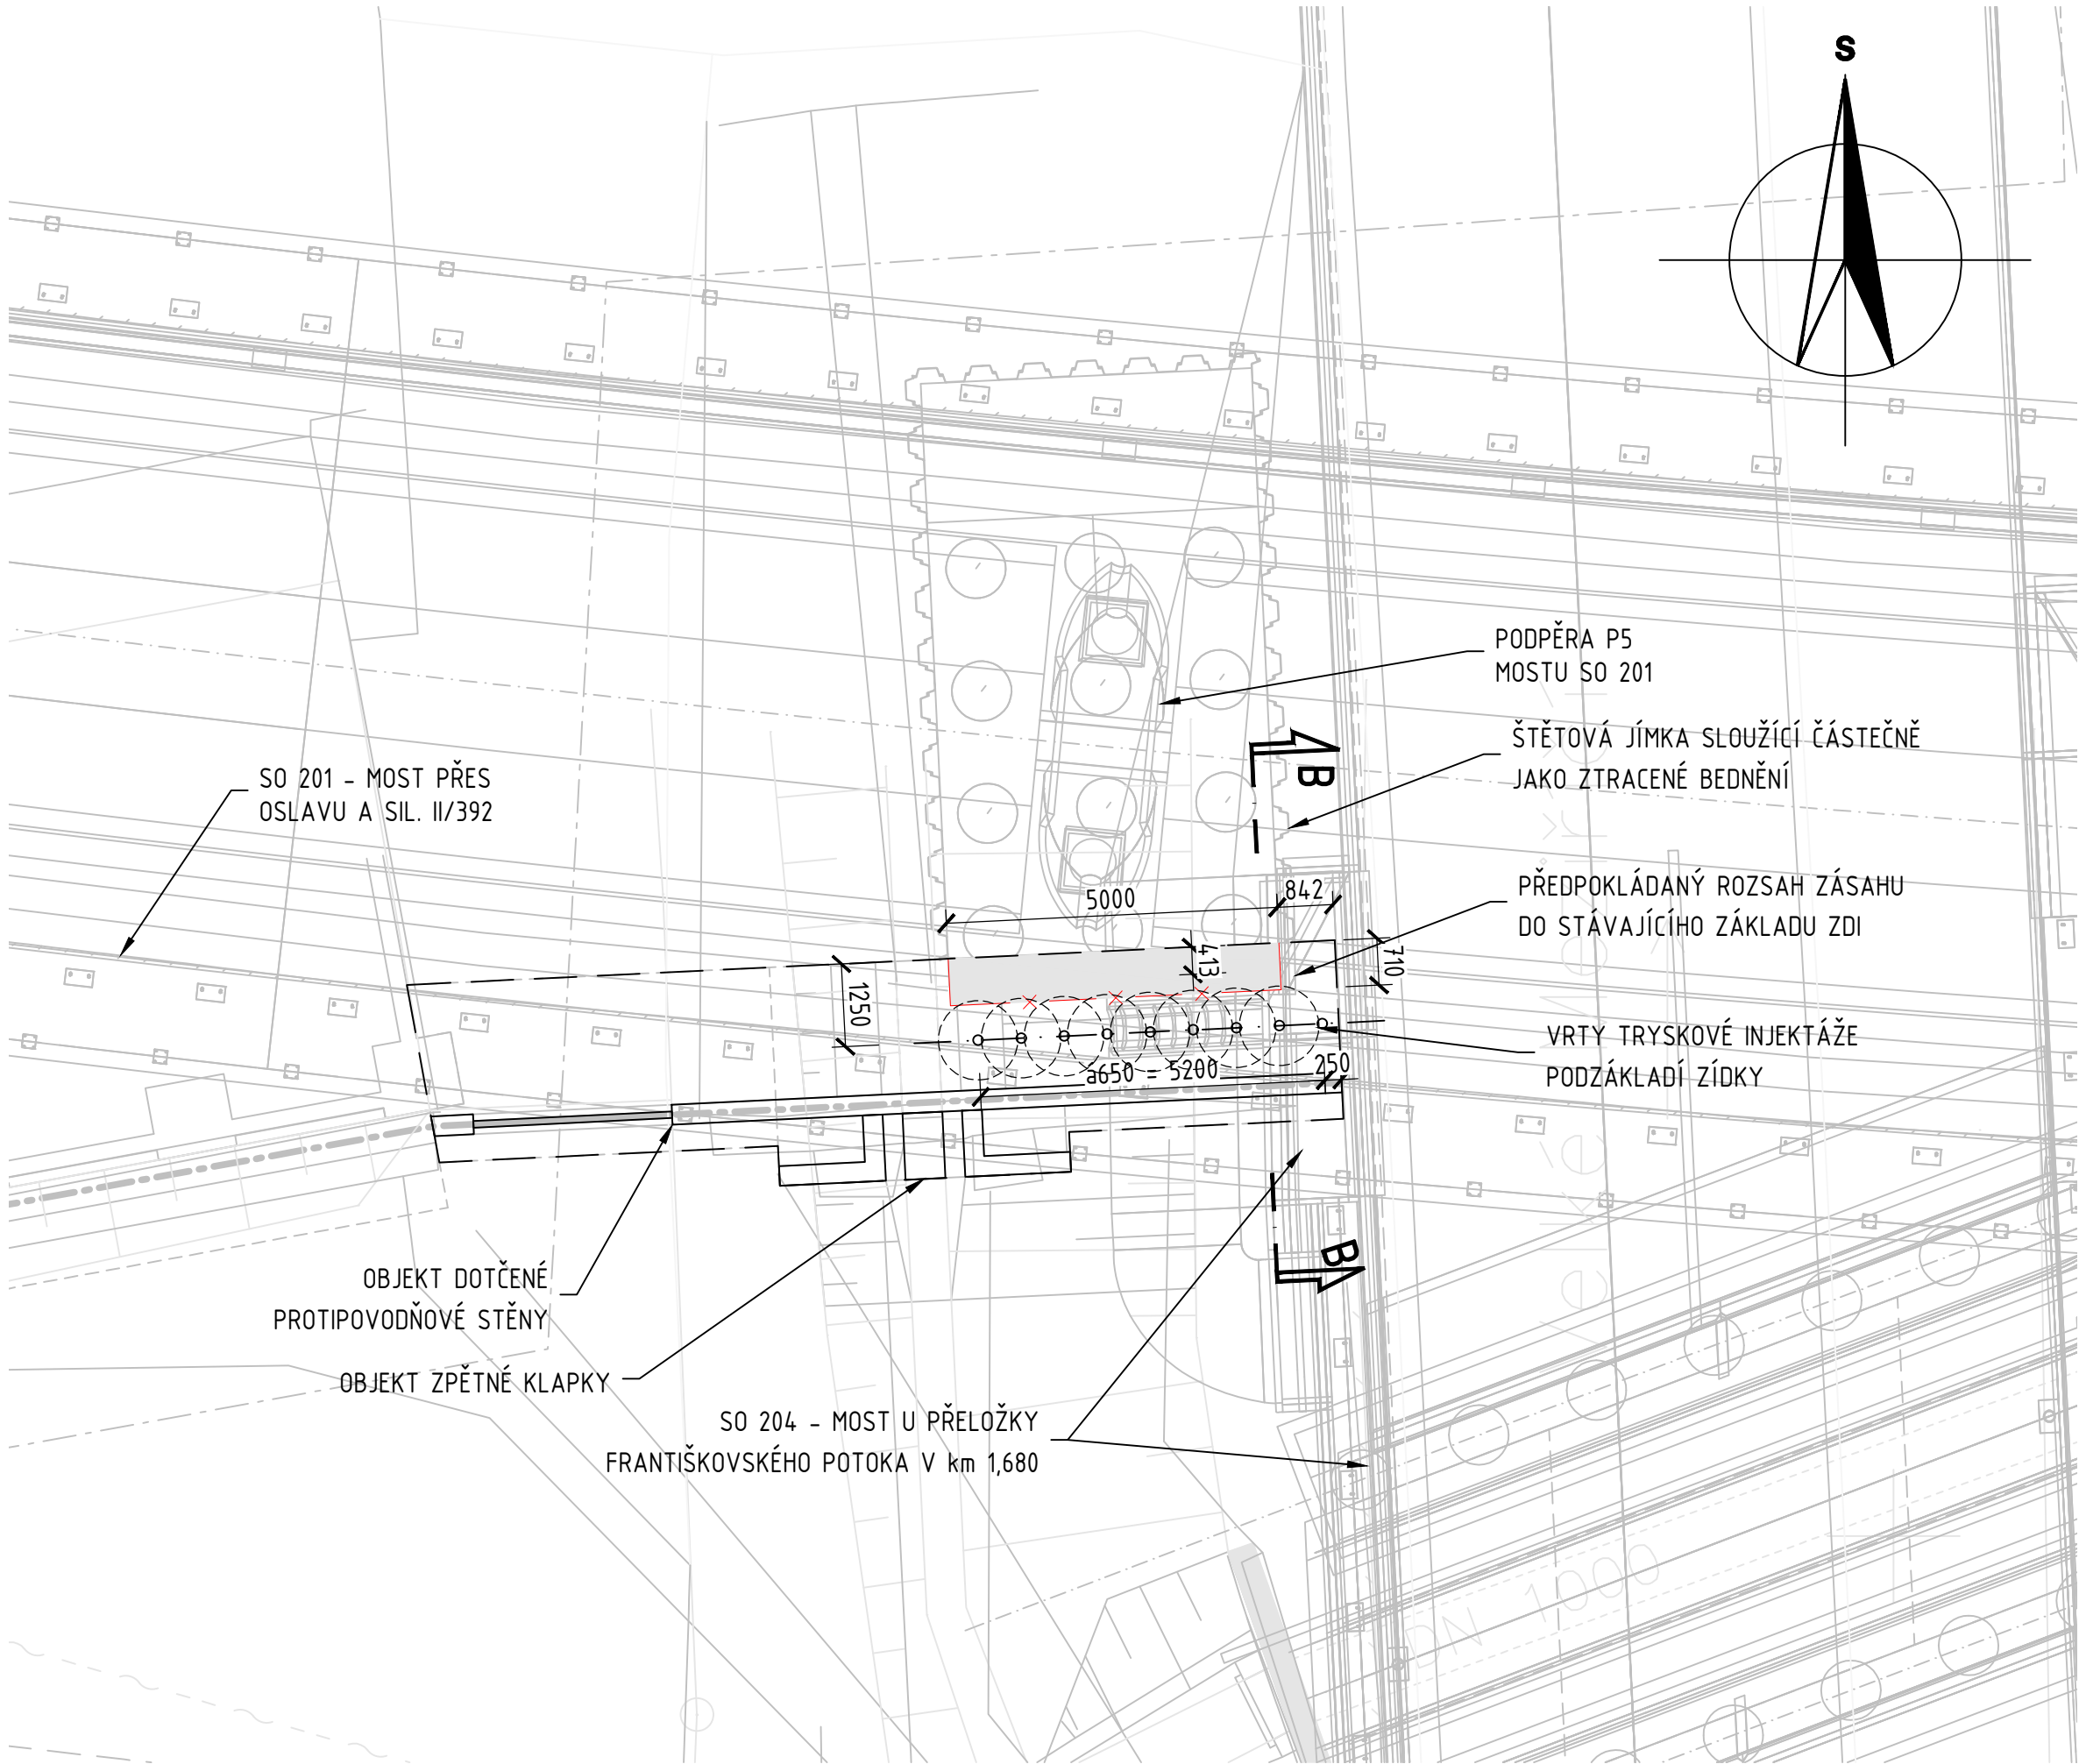 S
PODPĚRA P5
MOSTU SO 201
ŠTĚTOVÁ JÍMKA SLOUŽÍCÍ ČÁSTEČNĚ
JAKO ZTRACENÉ BEDNĚNÍ
B
SO 201 - MOST PŘES
OSLAVU A SIL. II/392
PŘEDPOKLÁDANÝ ROZSAH ZÁSAHU
DO STÁVAJÍCÍHO ZÁKLADU ZDI
5000
842
413
710
1250
VRTY TRYSKOVÉ INJEKTÁŽE
PODZÁKLADÍ ZÍDKY
a650 = 5200
250
B
OBJEKT DOTČENÉ
PROTIPOVODŇOVÉ STĚNY
OBJEKT ZPĚTNÉ KLAPKY
SO 204 - MOST U PŘELOŽKY
FRANTIŠKOVSKÉHO POTOKA V km 1,680
DN 1000